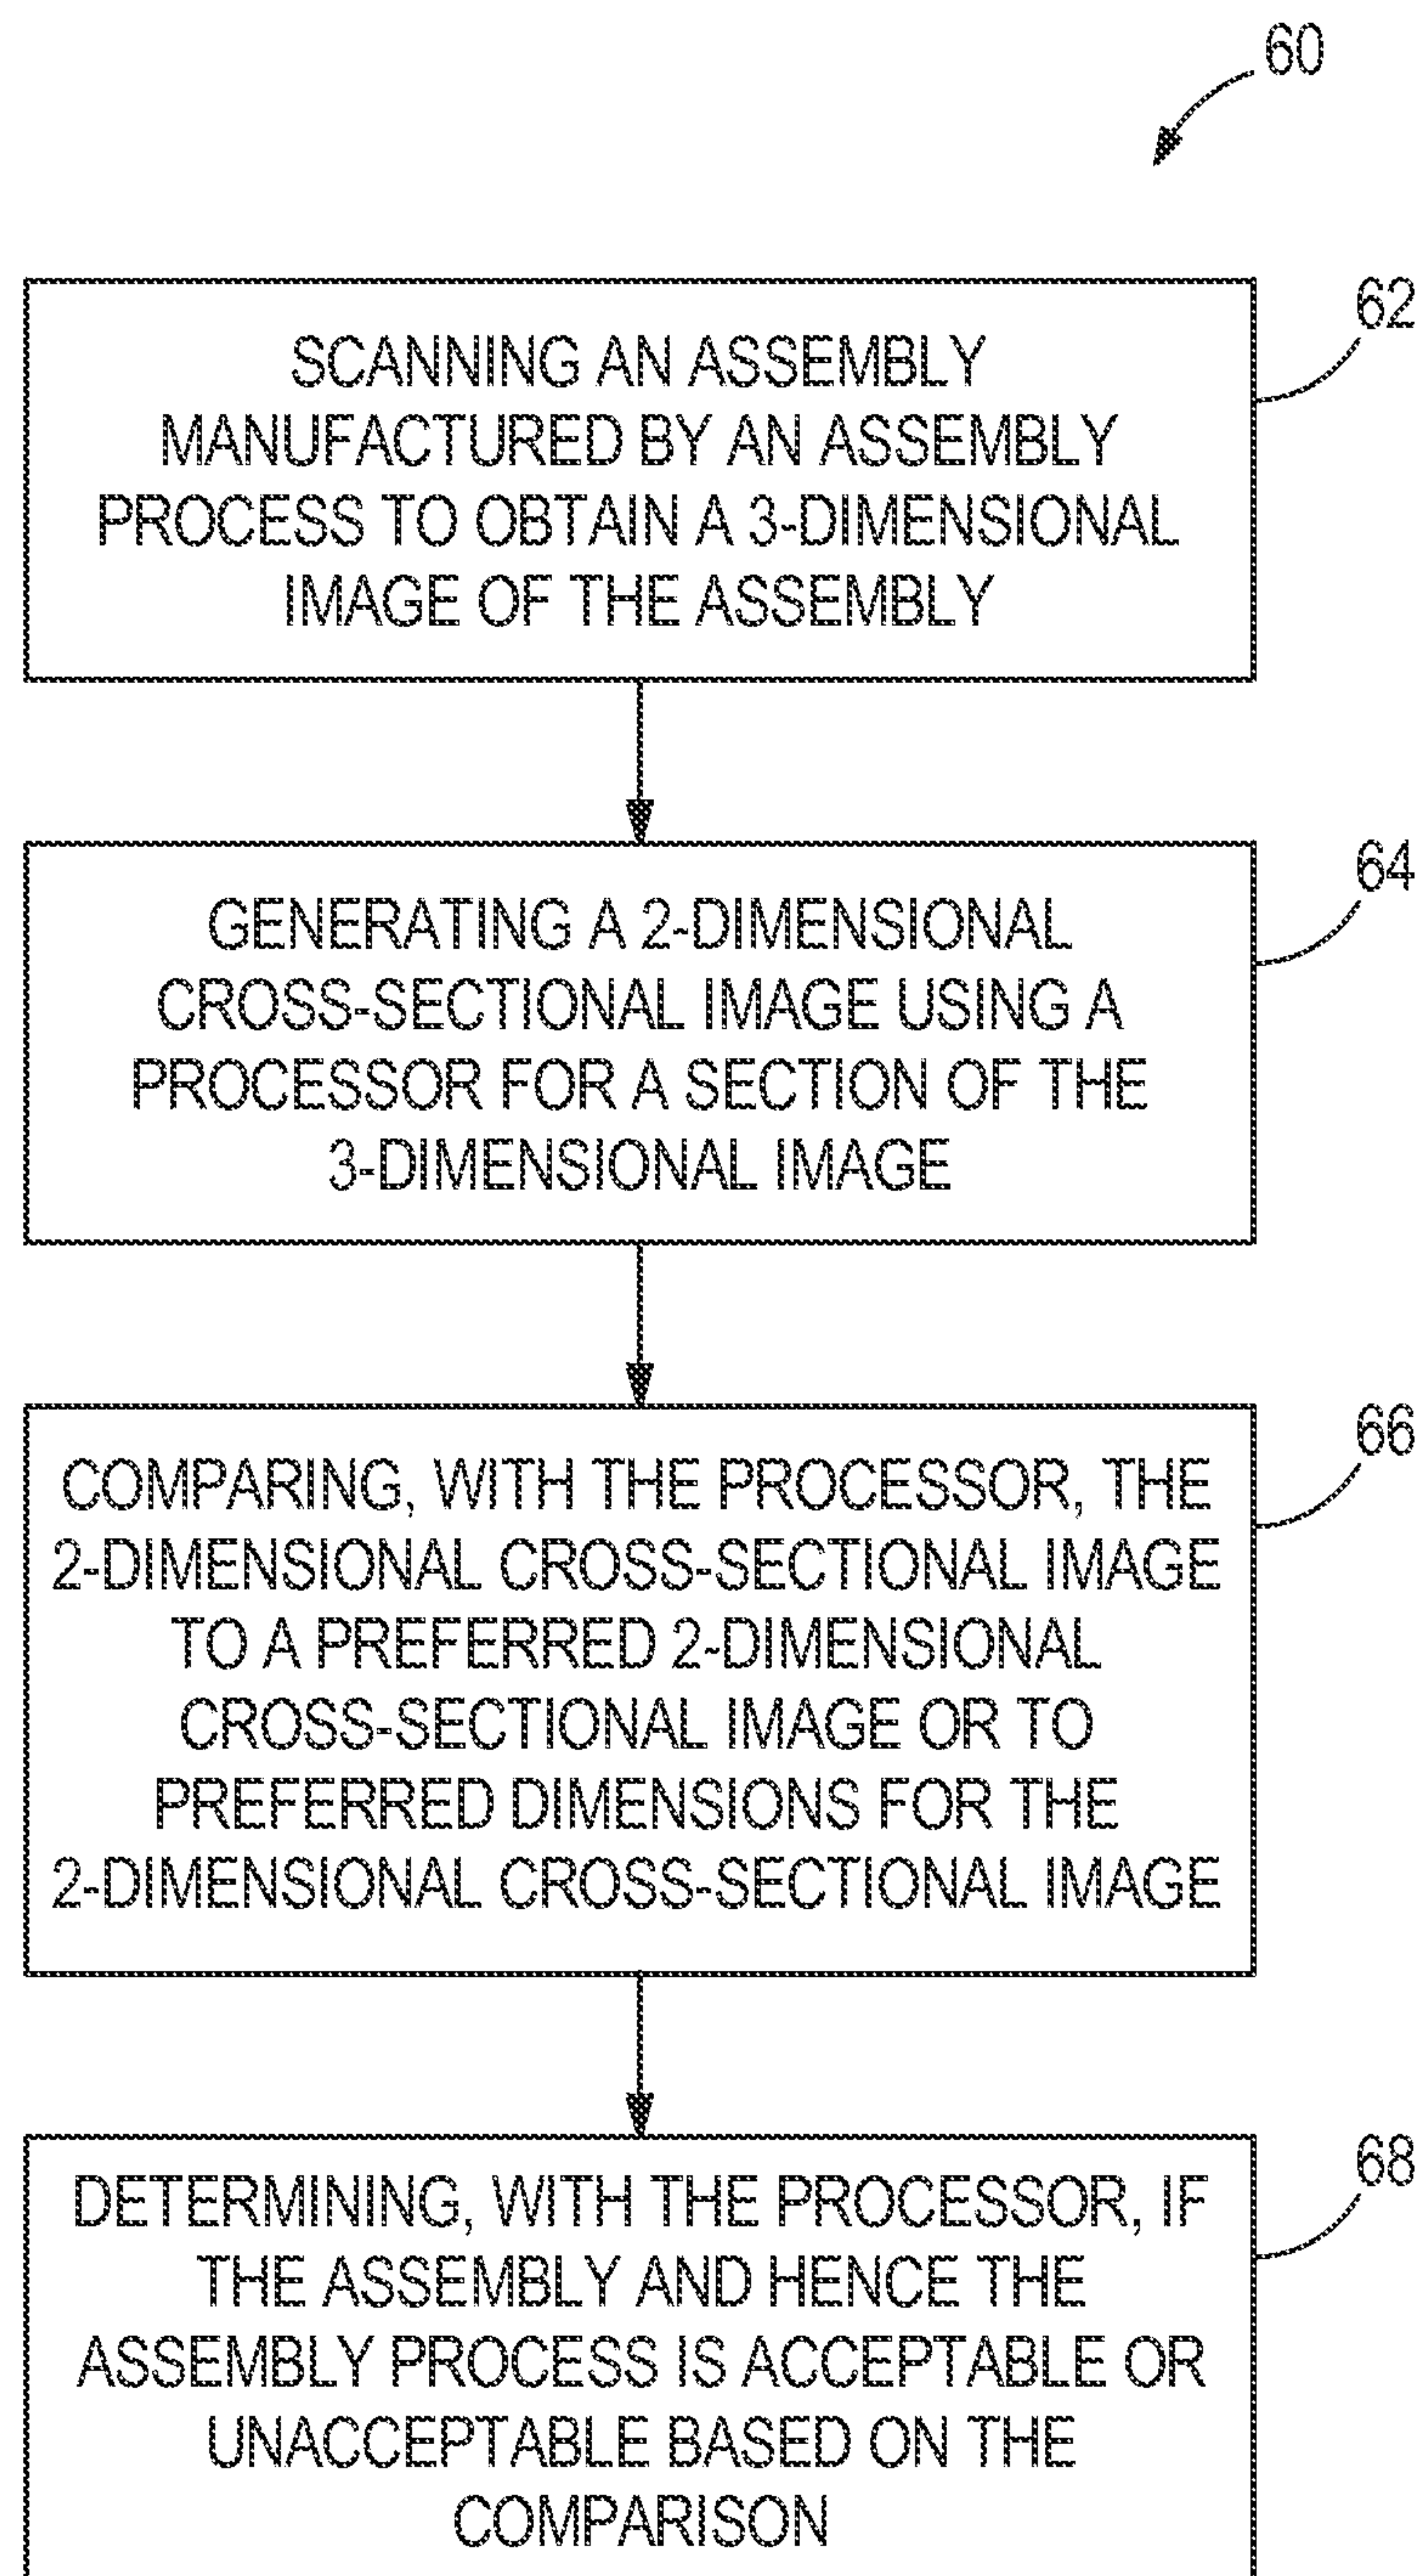 60
62
SCANNING AN ASSEMBLY
MANUFACTURED BY AN ASSEMBLY
PROCESS TO OBTAIN A 3-DIMENSIONAL
IMAGE OF THE ASSEMBLY
64
GENERATING A 2-DIMENSIONAL
CROSS-SECTIONAL IMAGE USING A
PROCESSOR FOR A SECTION OF THE
3-DIMENSIONAL IMAGE
66
COMPARING, WITH THE PROCESSOR, THE
2-DIMENSIONAL CROSS-SECTIONAL IMAGE
TO A PREFERRED 2-DIMENSIONAL
CROSS-SECTIONAL IMAGE OR TO
PREFERRED DIMENSIONS FOR THE
2-DIMENSIONAL CROSS-SECTIONAL IMAGE
68
DETERMINING, WITH THE PROCESSOR, IF
THE ASSEMBLY AND HENCE THE
ASSEMBLY PROCESS IS ACCEPTABLE OR
UNACCEPTABLE BASED ON THE
COMPARISON